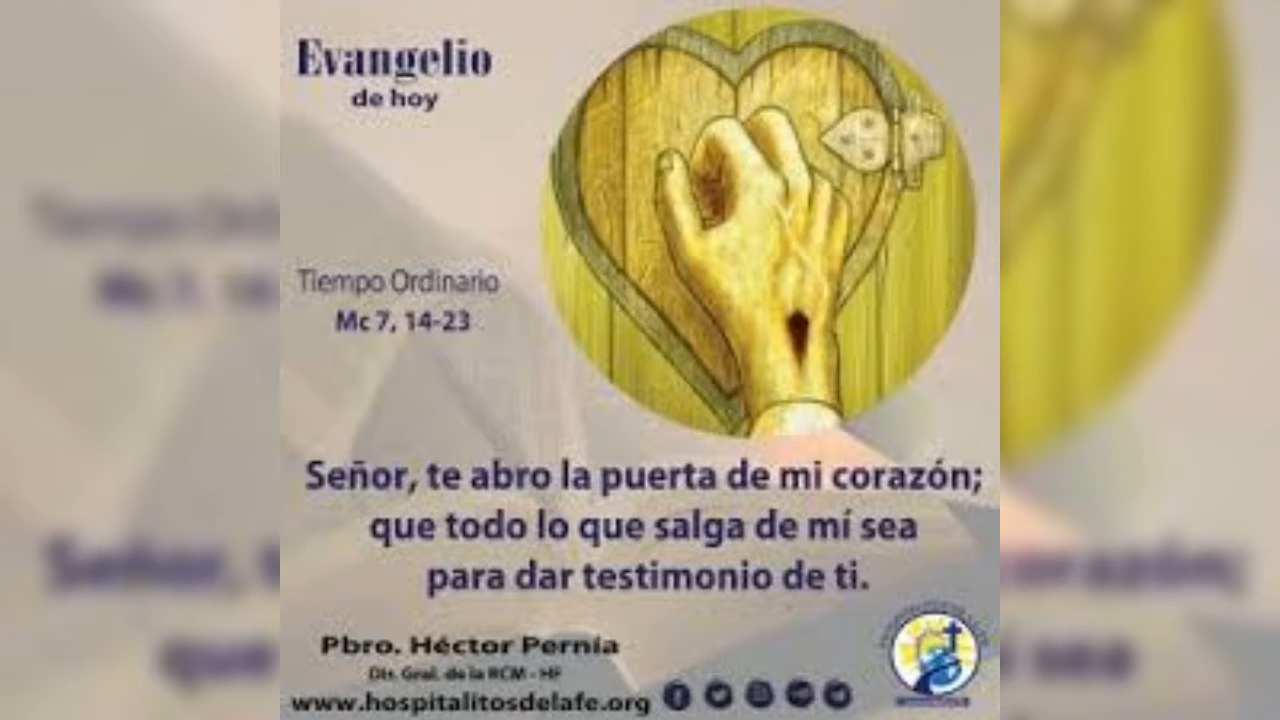 Evangelio
de hoy
Tiempo Ordinario
Mc 7, 14-23
Señor, te abro la puerta de mi corazón;
que todo lo que salga de mí sea
para dar testimonio de ti.
Pbro. Héctor Pernía
Dir. Gral. de la RCM - HF
www.hospitalitosdelafe.org